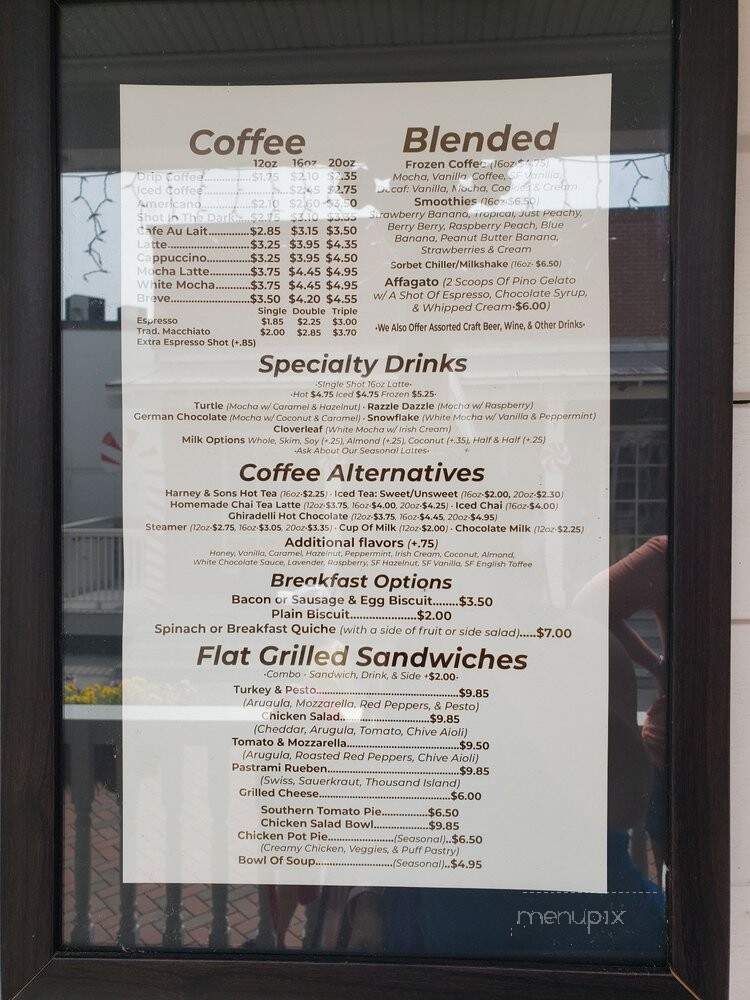 Coffee
12oz 16oz 20oz
Drip Coffee.................$1.75 $2.10 $2.35
Iced Coffee..................$2.45 $2.75
Americana................$2.10 $2.60 $3.50
Shot In The Dark....$2.75 $3.10 $3.35
Cafe Au Lait............$2.85 $3.15 $3.50
Latte.......................$3.25 $3.95 $4.35
Cappuccino............$3.25 $3.95 $4.50
Mocha Latte...........$3.75 $4.45 $4.95
White Mocha..........$3.75 $4.45 $4.95
Breve......................$3.50 $4.20 $4.55
Single Double Triple
Espresso $1.85 $2.25 $3.00
Trad. Macchiato $2.00 $2.85 $3.70
Extra Espresso Shot (+.85)
Blended
Frozen Coffee (16oz-$4.75)
Mocha, Vanilla, Coffee, SF Vanilla,
Decaf: Vanilla, Mocha, Cookies & Cream
Smoothies (16oz-$6.50)
Strawberry Banana, Tropical, Just Peachy,
Berry Berry, Raspberry Peach, Blue
Banana, Peanut Butter Banana,
Strawberries & Cream
Sorbet Chiller/Milkshake (16oz- $6.50)
Affagato (2 Scoops Of Pino Gelato
w/ A Shot Of Espresso, Chocolate Syrup,
& Whipped Cream-$6.00)
•We Also Offer Assorted Craft Beer, Wine, & Other Drinks•
Specialty Drinks
•SIngle Shot 16oz Latte•
•Hot $4.75 Iced $4.75 Frozen $5.25•
Turtle (Mocha w/ Caramel & Hazelnut) • Razzle Dazzle (Mocha w/ Raspberry)
German Chocolate (Mocha w/ Coconut & Caramel) • Snowflake (White Mocha w/ Vanilla & Peppermint)
Cloverleaf (White Mocha w/ Irish Cream)
Milk Options Whole, Skim, Soy (+.25), Almond (+.25), Coconut (+.35), Half & Half (+.25)
•Ask About Our Seasonal Lattes•
Coffee Alternatives
Harney & Sons Hot Tea (16oz-$2.25) • Iced Tea: Sweet/Unsweet (16oz-$2.00, 20oz-$2.30)
Homemade Chai Tea Latte (12oz-$3.75, 16oz-$4.00, 20oz-$4.25) • Iced Chai (16oz-$4.00)
Ghiradelli Hot Chocolate (12oz-$3.75, 16oz-$4.45, 20oz-$4.95)
Steamer (12oz-$2.75, 16oz-$3.05, 20oz-$3.35) • Cup Of Milk (12oz-$2.00) • Chocolate Milk (12oz-$2.25)
Additional flavors (+.75)
Honey, Vanilla, Caramel, Hazelnut, Peppermint, Irish Cream, Coconut, Almond,
White Chocolate Sauce, Lavender, Raspberry, SF Hazelnut, SF Vanilla, SF English Toffee
Breakfast Options
Bacon or Sausage & Egg Biscuit........$3.50
Plain Biscuit......................$2.00
Spinach or Breakfast Quiche (with a side of fruit or side salad).....$7.00
Flat Grilled Sandwiches
•Combo - Sandwich, Drink, & Side +$2.00•
Turkey & Pesto..........................................$9.85
(Arugula, Mozzarella, Red Peppers, & Pesto)
Chicken Salad..........................$9.85
(Cheddar, Arugula, Tomato, Chive Aioli)
Tomato & Mozzarella.................................$9.50
(Arugula, Roasted Red Peppers, Chive Aioli)
Pastrami Rueben......................................$9.85
(Swiss, Sauerkraut, Thousand Island)
Grilled Cheese......................................$6.00
Southern Tomato Pie...............$6.50
Chicken Salad Bowl.................$9.85
Chicken Pot Pie..................(Seasonal)..$6.50
(Creamy Chicken, Veggies, & Puff Pastry)
Bowl Of Soup......................(Seasonal)..$4.95
menupix